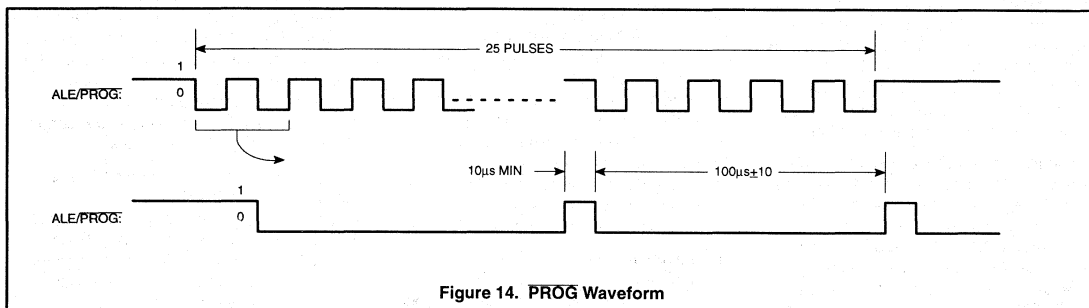 25 PULSES
1
ALE/PROG:
0
10µs MIN
100µs±10
1
ALE/PROG:
0
Figure 14. PROG Waveform